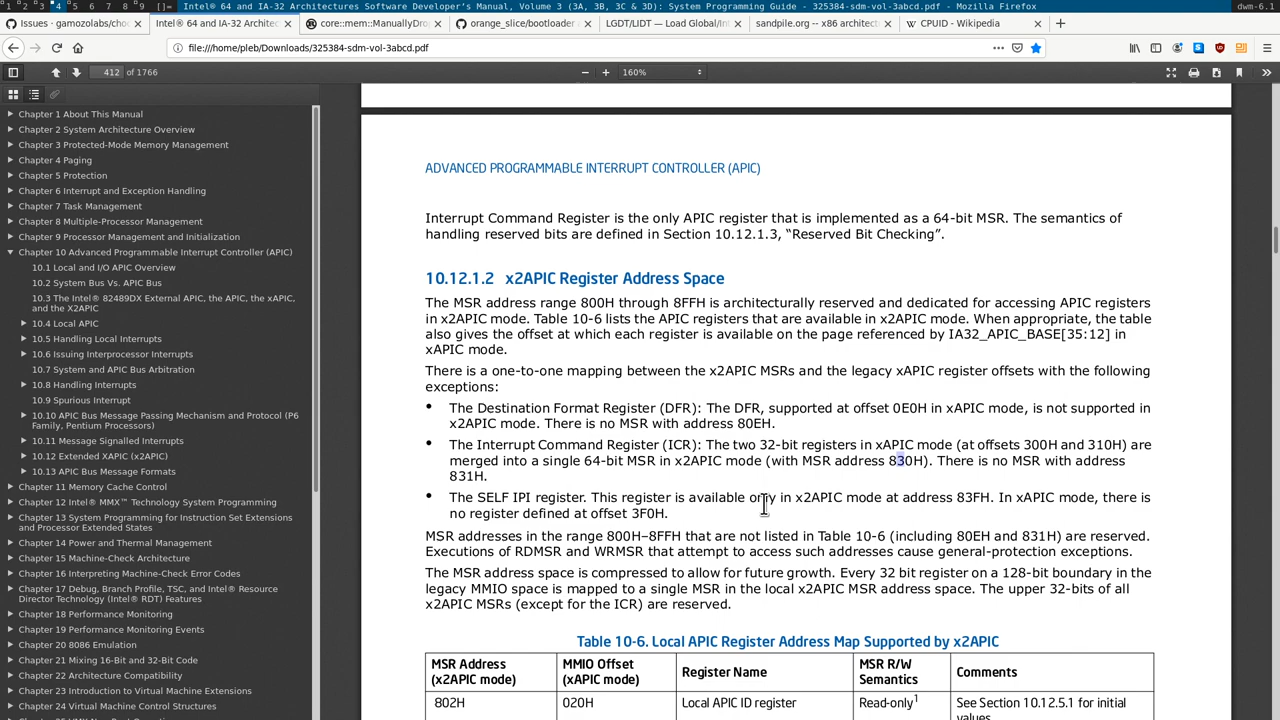 1 2 3 4 5 6 7 8 9 []= Intel® 64 and IA-32 Architectures Software Developer's Manual, Volume 3 (3A, 3B, 3C & 3D): System Programming Guide - 325384-sdm-vol-3abcd.pdf - Mozilla Firefox dwm-6.1
Issues · gamozolabs/cho
Intel® 64 and IA-32 Architec
core::mem::ManuallyDro
orange_slice/bootloader
LGDT/LIDT — Load Global/In
sandpile.org -- x86 architect
CPUID - Wikipedia
file:///home/pleb/Downloads/325384-sdm-vol-3abcd.pdf
412 of 1766
160%
Chapter 1 About This Manual
Chapter 2 System Architecture Overview
Chapter 3 Protected-Mode Memory Management
Chapter 4 Paging
Chapter 5 Protection
Chapter 6 Interrupt and Exception Handling
Chapter 7 Task Management
Chapter 8 Multiple-Processor Management
Chapter 9 Processor Management and Initialization
Chapter 10 Advanced Programmable Interrupt Controller (APIC)
10.1 Local and I/O APIC Overview
10.2 System Bus Vs. APIC Bus
10.3 The Intel® 82489DX External APIC, the APIC, the xAPIC,
and the X2APIC
10.4 Local APIC
10.5 Handling Local Interrupts
10.6 Issuing Interprocessor Interrupts
10.7 System and APIC Bus Arbitration
10.8 Handling Interrupts
10.9 Spurious Interrupt
10.10 APIC Bus Message Passing Mechanism and Protocol (P6
Family, Pentium Processors)
10.11 Message Signalled Interrupts
10.12 Extended XAPIC (x2APIC)
10.13 APIC Bus Message Formats
Chapter 11 Memory Cache Control
Chapter 12 Intel® MMX™ Technology System Programming
Chapter 13 System Programming for Instruction Set Extensions
and Processor Extended States
Chapter 14 Power and Thermal Management
Chapter 15 Machine-Check Architecture
Chapter 16 Interpreting Machine-Check Error Codes
Chapter 17 Debug, Branch Profile, TSC, and Intel® Resource
Director Technology (Intel® RDT) Features
Chapter 18 Performance Monitoring
Chapter 19 Performance Monitoring Events
Chapter 20 8086 Emulation
Chapter 21 Mixing 16-Bit and 32-Bit Code
Chapter 22 Architecture Compatibility
Chapter 23 Introduction to Virtual Machine Extensions
Chapter 24 Virtual Machine Control Structures
ADVANCED PROGRAMMABLE INTERRUPT CONTROLLER (APIC)
Interrupt Command Register is the only APIC register that is implemented as a 64-bit MSR. The semantics of
handling reserved bits are defined in Section 10.12.1.3, “Reserved Bit Checking”.
10.12.1.2 x2APIC Register Address Space
The MSR address range 800H through 8FFH is architecturally reserved and dedicated for accessing APIC registers
in x2APIC mode. Table 10-6 lists the APIC registers that are available in x2APIC mode. When appropriate, the table
also gives the offset at which each register is available on the page referenced by IA32_APIC_BASE[35:12] in
xAPIC mode.
There is a one-to-one mapping between the x2APIC MSRs and the legacy xAPIC register offsets with the following
exceptions:
• The Destination Format Register (DFR): The DFR, supported at offset 0E0H in xAPIC mode, is not supported in
x2APIC mode. There is no MSR with address 80EH.
• The Interrupt Command Register (ICR): The two 32-bit registers in xAPIC mode (at offsets 300H and 310H) are
merged into a single 64-bit MSR in x2APIC mode (with MSR address 830H). There is no MSR with address
831H.
• The SELF IPI register. This register is available only in x2APIC mode at address 83FH. In xAPIC mode, there is
no register defined at offset 3F0H.
MSR addresses in the range 800H–8FFH that are not listed in Table 10-6 (including 80EH and 831H) are reserved.
Executions of RDMSR and WRMSR that attempt to access such addresses cause general-protection exceptions.
The MSR address space is compressed to allow for future growth. Every 32 bit register on a 128-bit boundary in the
legacy MMIO space is mapped to a single MSR in the local x2APIC MSR address space. The upper 32-bits of all
x2APIC MSRs (except for the ICR) are reserved.
Table 10-6. Local APIC Register Address Map Supported by x2APIC
MSR Address
(x2APIC mode)
MMIO Offset
(xAPIC mode)
Register Name
MSR R/W
Semantics
Comments
802H
020H
Local APIC ID register
Read-only1
See Section 10.12.5.1 for initial
values.